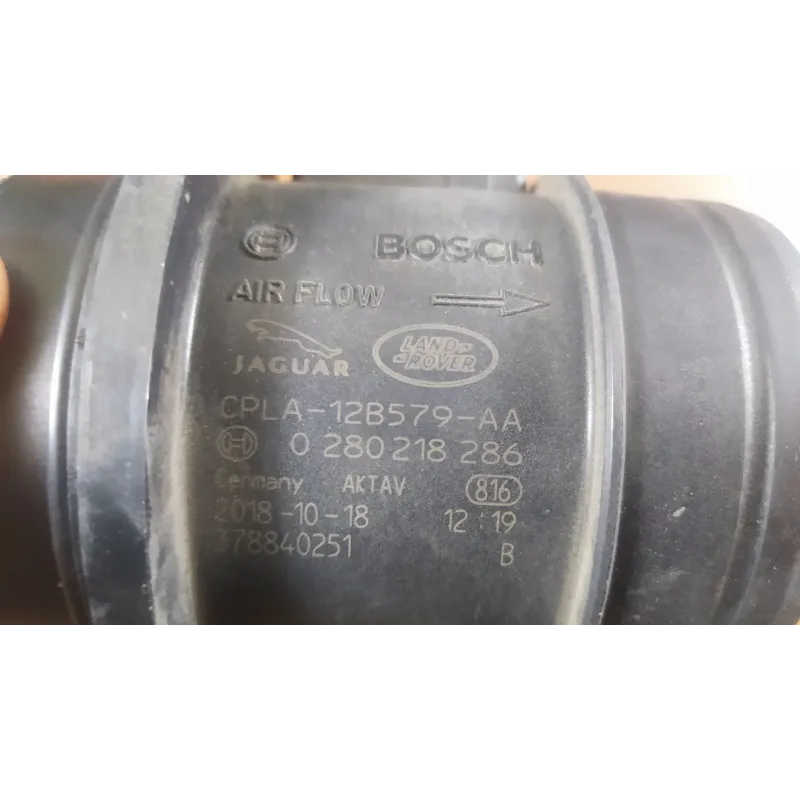 BOSCH
AIR FLOW
JAGUAR
LAND-
-ROVER
CPLA-12B579-AA
0 280 218 286
Germany AKTAV 816
2018-10-18 12:19
378840251 B